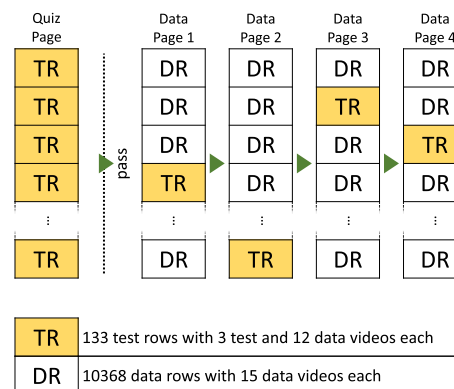 Quiz Page
Data Page 1
Data Page 2
Data Page 3
Data Page 4
TR DR DR DR DR
TR DR DR TR DR
TR DR DR DR TR
pass
TR TR DR DR DR
⋮ ⋮ ⋮ ⋮ ⋮
TR DR TR DR DR
TR 133 test rows with 3 test and 12 data videos each
DR 10368 data rows with 15 data videos each